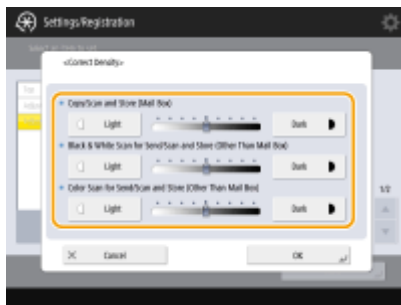 Settings/Registration
<Correct Density>
Copy/Scan and Store (Mail Box)
Light Dark
Black & White Scan for Send/Scan and Store (Other Than Mail Box)
Light Dark
Color Scan for Send/Scan and Store (Other Than Mail Box)
Light Dark
1/2
Cancel OK